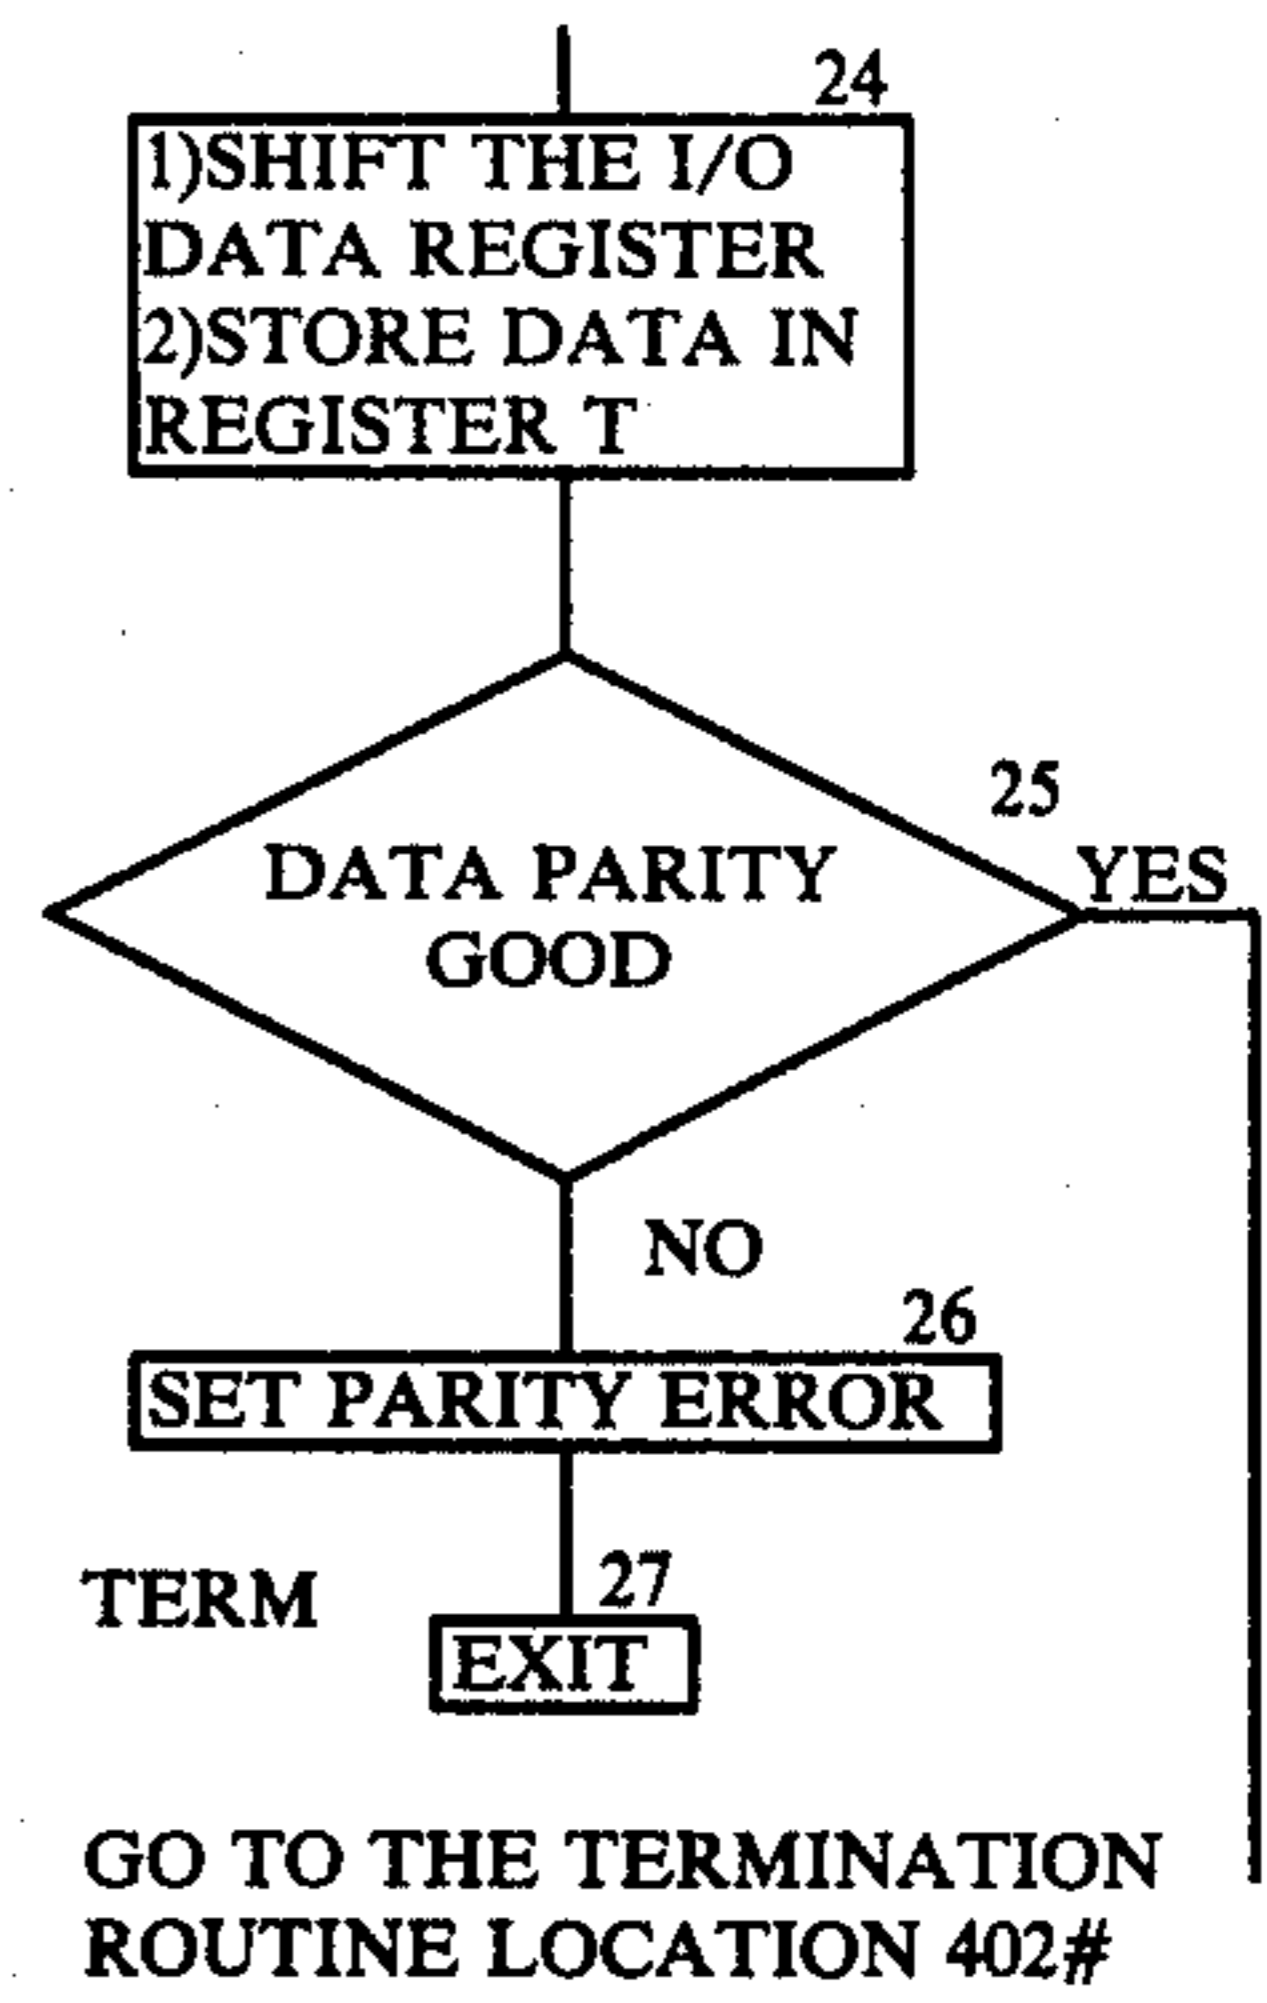 24
1)SHIFT THE I/O
DATA REGISTER
2)STORE DATA IN
REGISTER T
25
DATA PARITY
GOOD
YES
NO
26
SET PARITY ERROR
TERM
27
EXIT
GO TO THE TERMINATION
ROUTINE LOCATION 402#